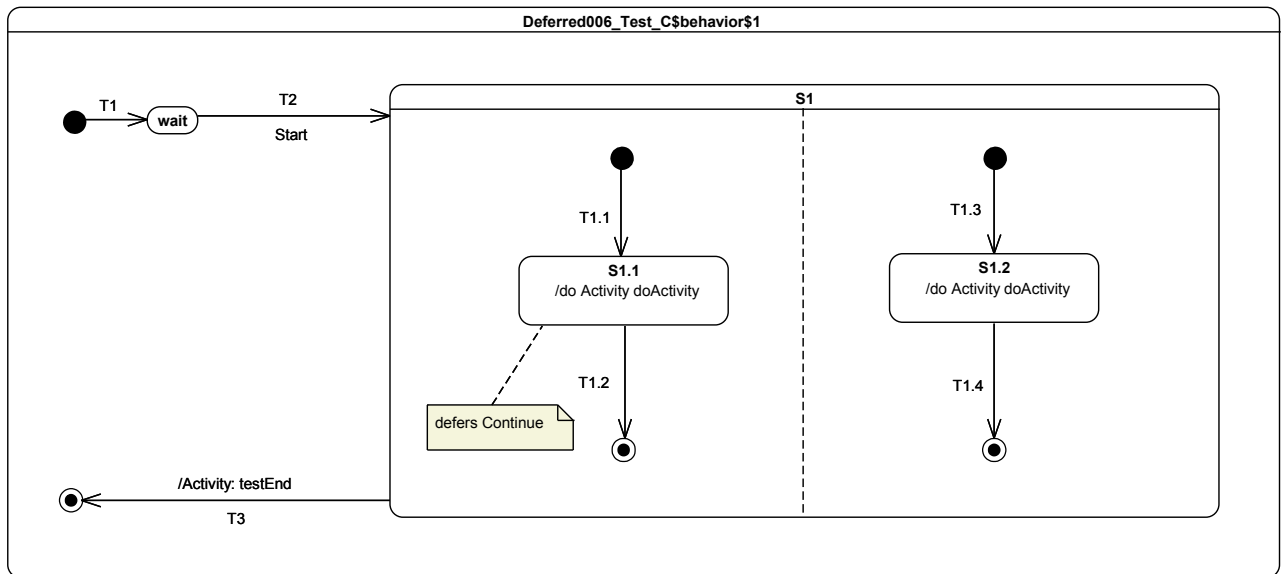 Deferred006_Test_C$behavior$1
T1
wait
T2
Start
S1
T1.1
S1.1
/do Activity doActivity
T1.2
defers Continue
T1.3
S1.2
/do Activity doActivity
T1.4
/Activity: testEnd
T3